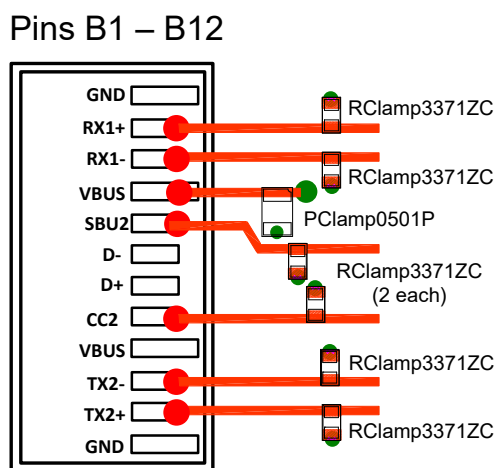 Pins B1 – B12
GND
RX1+
RX1-
VBUS
SBU2
D-
D+
CC2
VBUS
TX2-
TX2+
GND
RClamp3371ZC
RClamp3371ZC
PClamp0501P
RClamp3371ZC
(2 each)
RClamp3371ZC
RClamp3371ZC